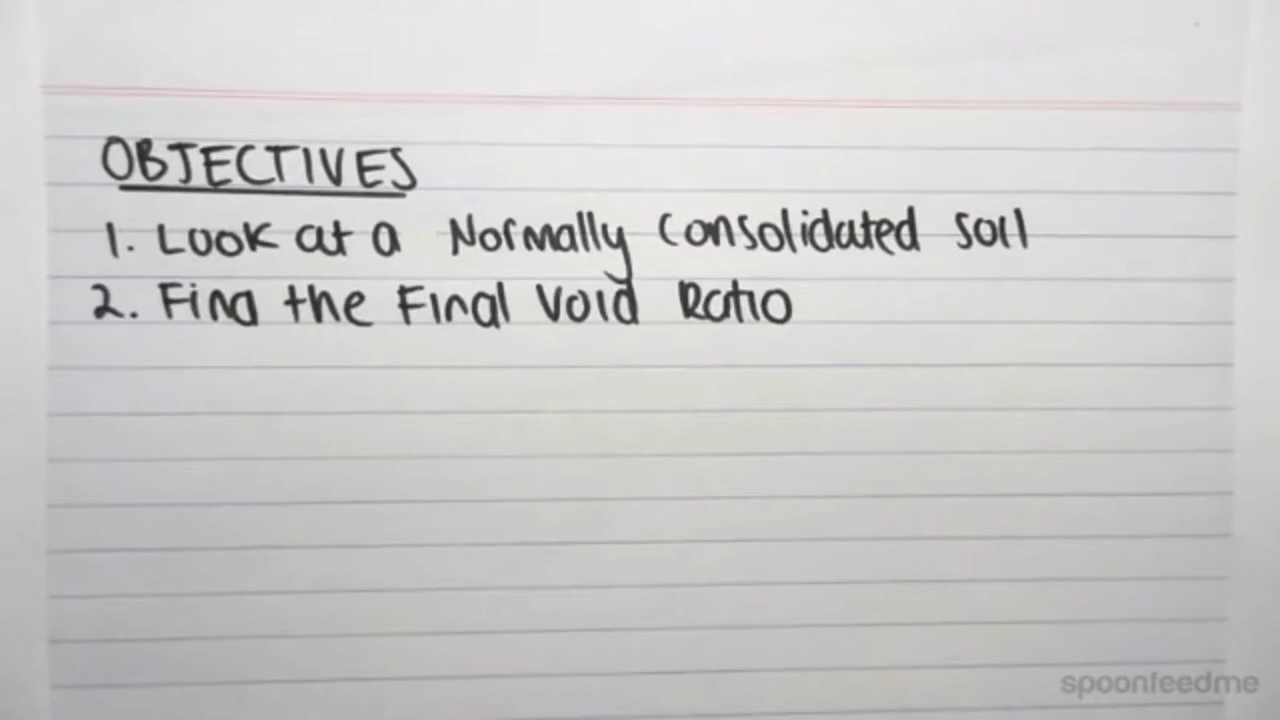 OBJECTIVES
1. Look at a Normally Consolidated Soil
2. Find the Final Void Ratio
spoonfeedme